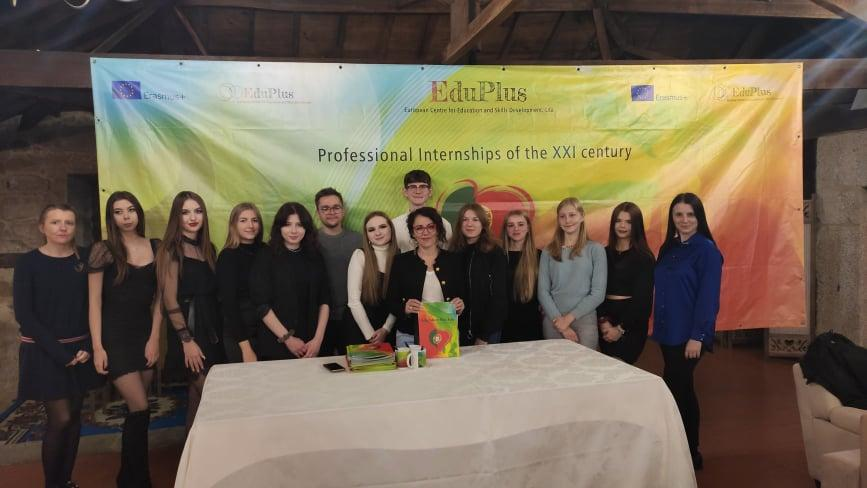 Erasmus+
EduPlus
EduPlus
European Centre for Education and Skills Development, Lda
Erasmus+
EduPlus
Professional Internships of the XXI century